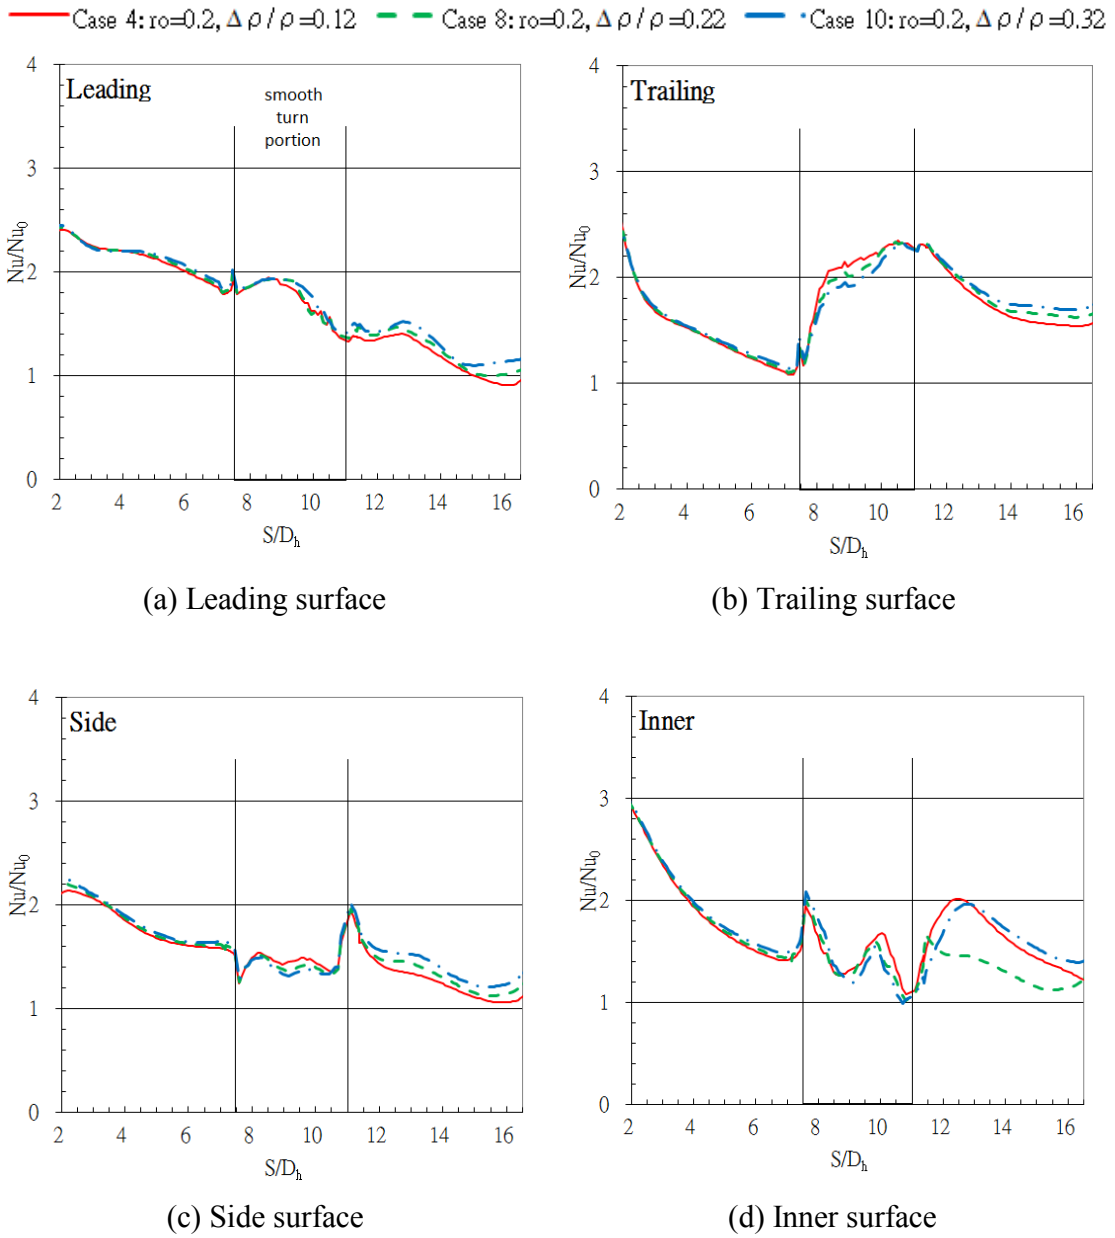 Case 4: ro=0.2, Δρ/ρ=0.12 Case 8: ro=0.2, Δρ/ρ=0.22 Case 10: ro=0.2, Δρ/ρ=0.32
Leading
smooth
turn
portion
Nu/Nu0
4
3
2
1
0
2 4 6 8 10 12 14 16
S/Dh
(a) Leading surface
Trailing
Nu/Nu0
4
3
2
1
0
2 4 6 8 10 12 14 16
S/Dh
(b) Trailing surface
Side
Nu/Nu0
4
3
2
1
0
2 4 6 8 10 12 14 16
S/Dh
(c) Side surface
Inner
Nu/Nu0
4
3
2
1
0
2 4 6 8 10 12 14 16
S/Dh
(d) Inner surface